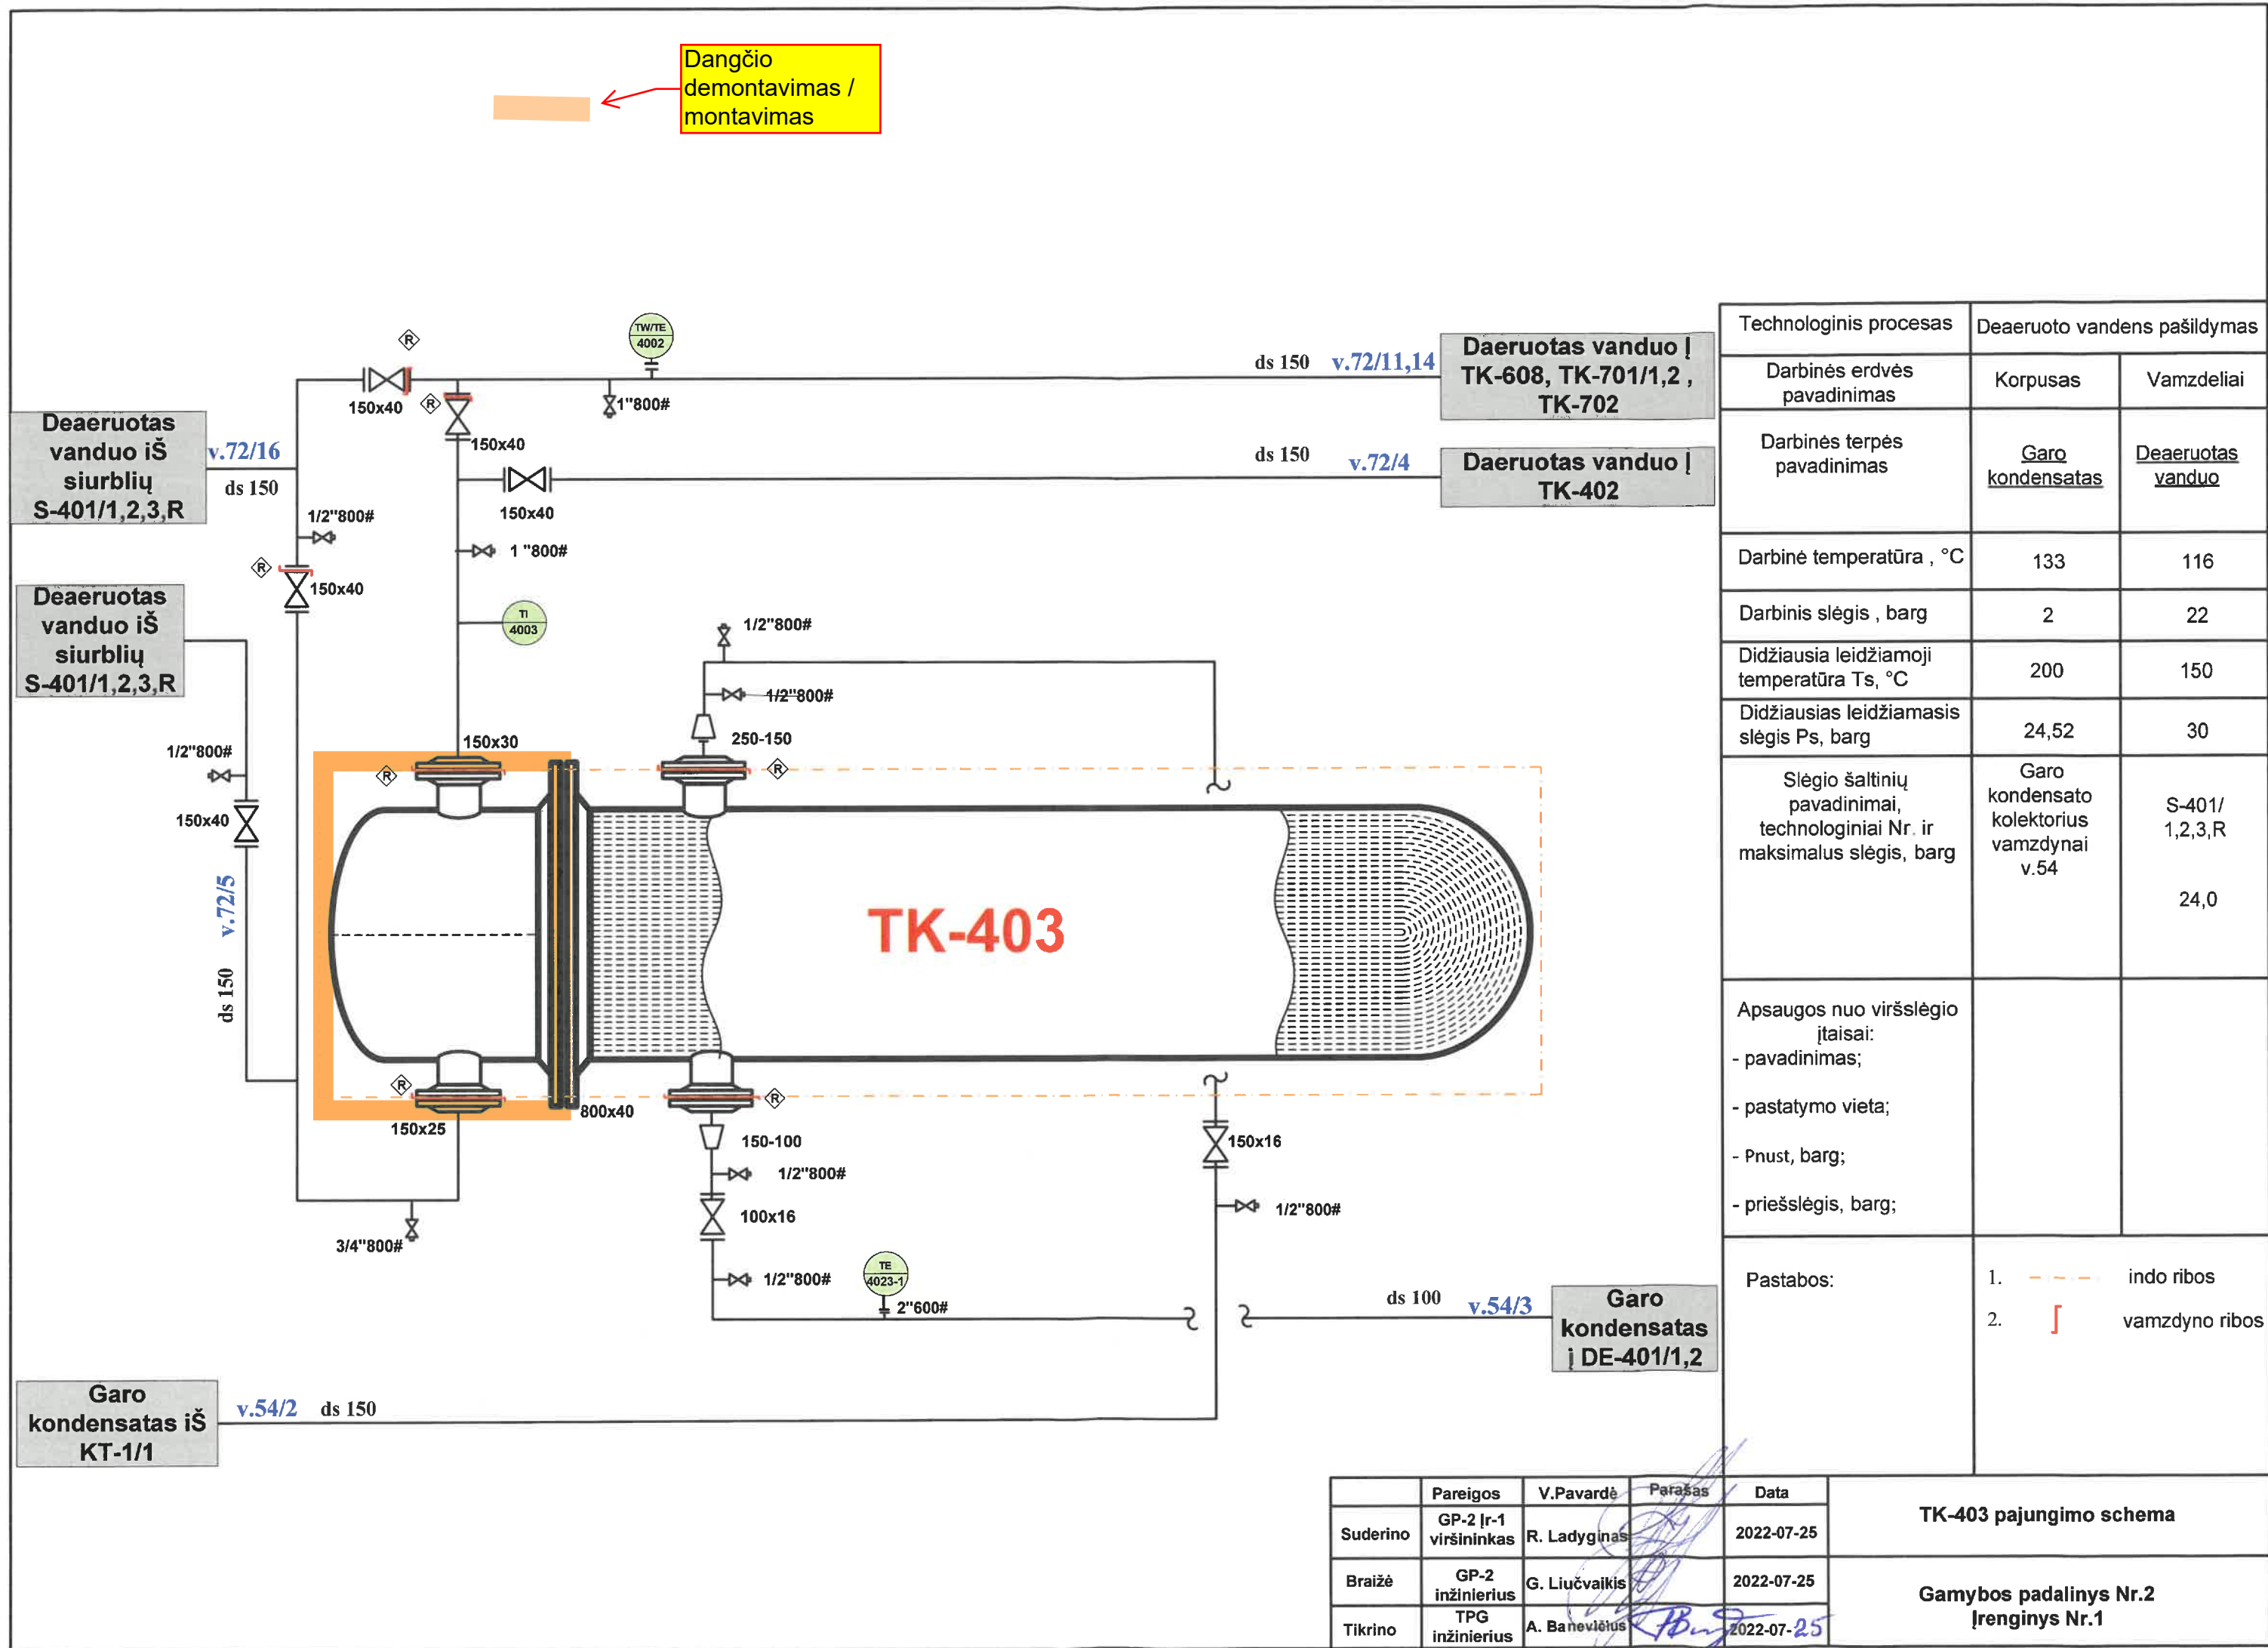 Dangčio
demontavimas /
montavimas
TW/TE
4002
R
150x40
R
1"800#
150x40
ds 150 v.72/11,14
Daeruotas vanduo Į
TK-608, TK-701/1,2 ,
TK-702
Deaeruotas
vanduo iŠ
siurblių
S-401/1,2,3,R
v.72/16
ds 150
150x40
ds 150 v.72/4
Daeruotas vanduo Į
TK-402
1/2"800#
1 "800#
R
150x40
Deaeruotas
vanduo iŠ
siurblių
S-401/1,2,3,R
TI
4003
1/2"800#
1/2"800#
150x30
250-150
1/2"800#
R
R
150x40
v.72/5
ds 150
TK-403
R
150x25
800x40
R
150-100
150x16
1/2"800#
100x16
1/2"800#
3/4"800#
1/2"800#
TE
4023-1
2"600#
ds 100 v.54/3
Garo
kondensatas
į DE-401/1,2
Garo
kondensatas iŠ
KT-1/1
v.54/2 ds 150
Technologinis procesas Deaeruoto vandens pašildymas
Darbinės erdvės
pavadinimas
Korpusas Vamzdeliai
Darbinės terpės
pavadinimas
Garo
kondensatas
Deaeruotas
vanduo
Darbinė temperatūra , °C 133 116
Darbinis slėgis , barg 2 22
Didžiausia leidžiamoji
temperatūra Ts, °C
200 150
Didžiausias leidžiamasis
slėgis Ps, barg
24,52 30
Slėgio šaltinių
pavadinimai,
technologiniai Nr. ir
maksimalus slėgis, barg
Garo
kondensato
kolektorius
vamzdynai
v.54
S-401/
1,2,3,R
24,0
Apsaugos nuo viršslėgio
įtaisai:
- pavadinimas;
- pastatymo vieta;
- Pnust, barg;
- priešslėgis, barg;
Pastabos:
1. indo ribos
2. vamzdyno ribos
Pareigos V.Pavardė Parašas Data
Suderino GP-2 Įr-1
viršininkas R. Ladyginas 2022-07-25
Braižė GP-2
inžinierius G. Liučvaikis 2022-07-25
Tikrino TPG
inžinierius A. Banevičius 2022-07-25
TK-403 pajungimo schema
Gamybos padalinys Nr.2
Įrenginys Nr.1